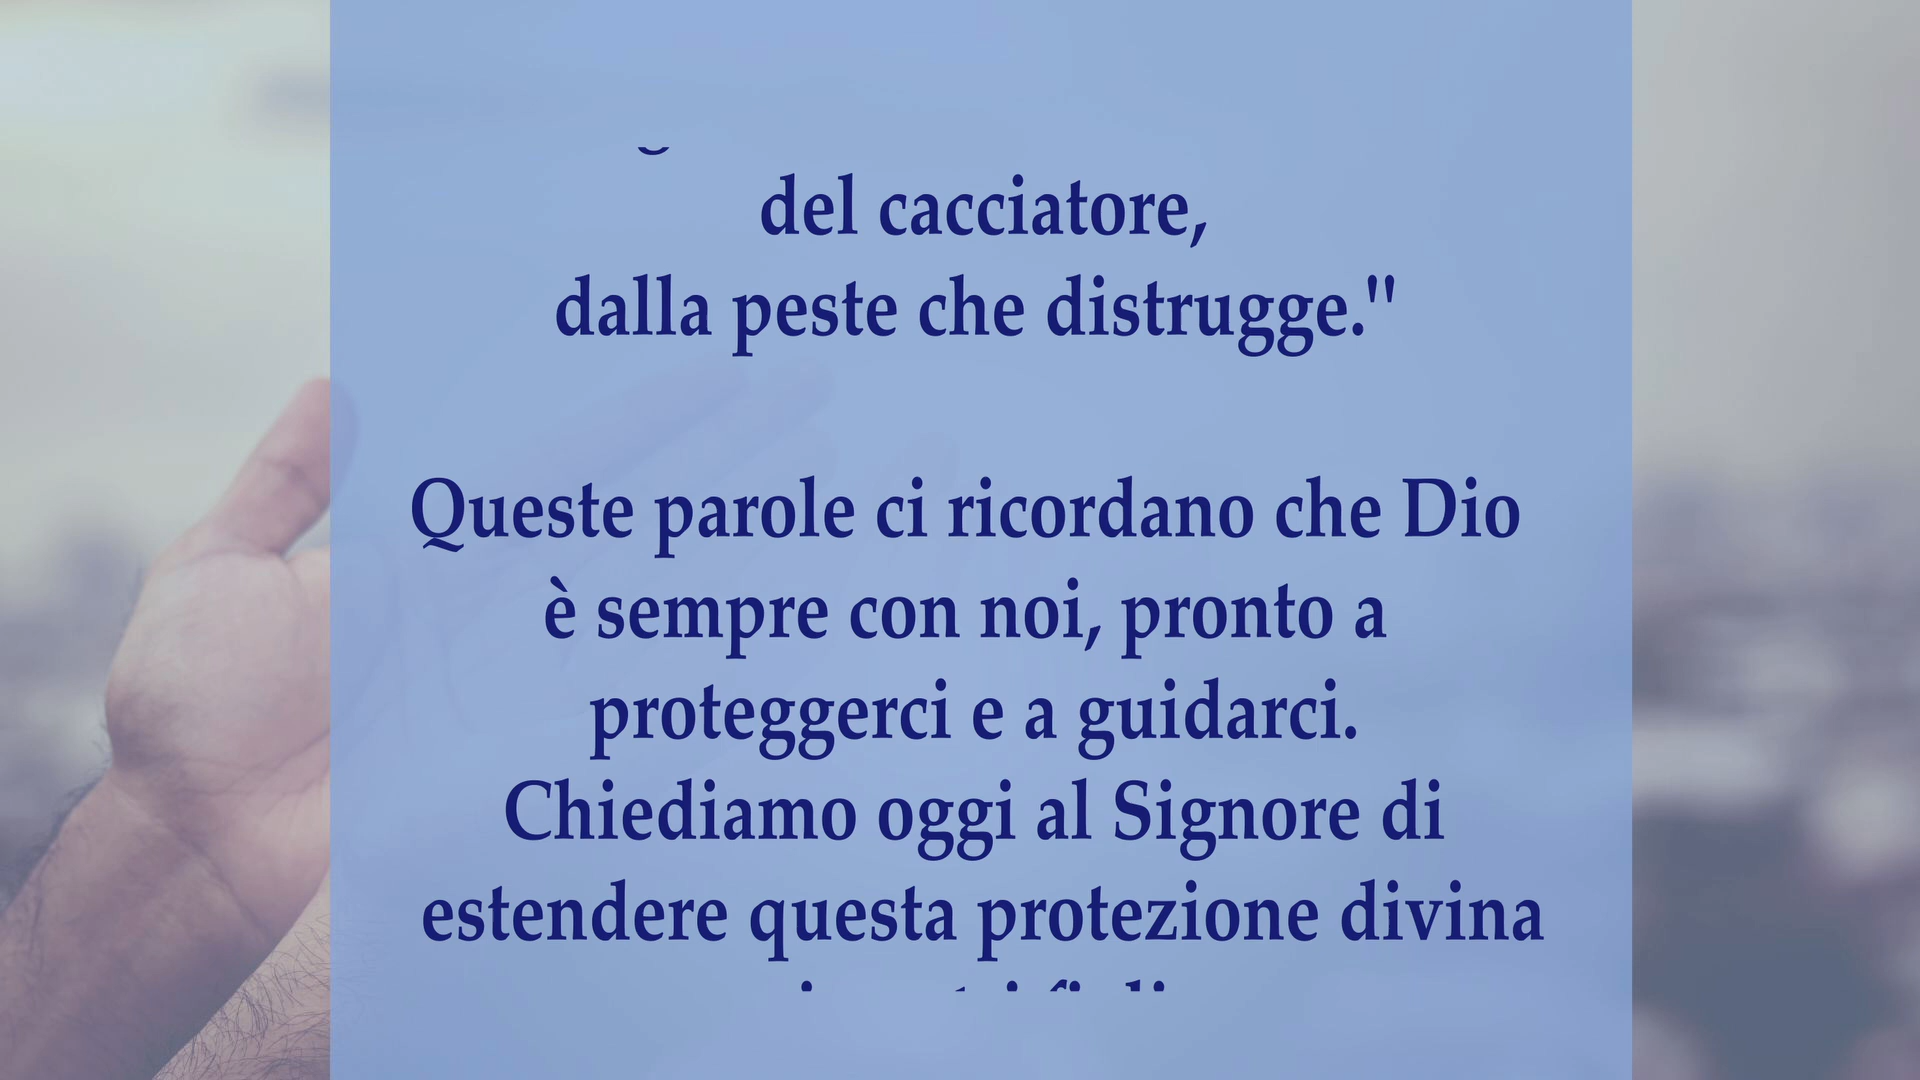 del cacciatore,
dalla peste che distrugge."
Queste parole ci ricordano che Dio
è sempre con noi, pronto a
proteggerci e a guidarci.
Chiediamo oggi al Signore di
estendere questa protezione divina